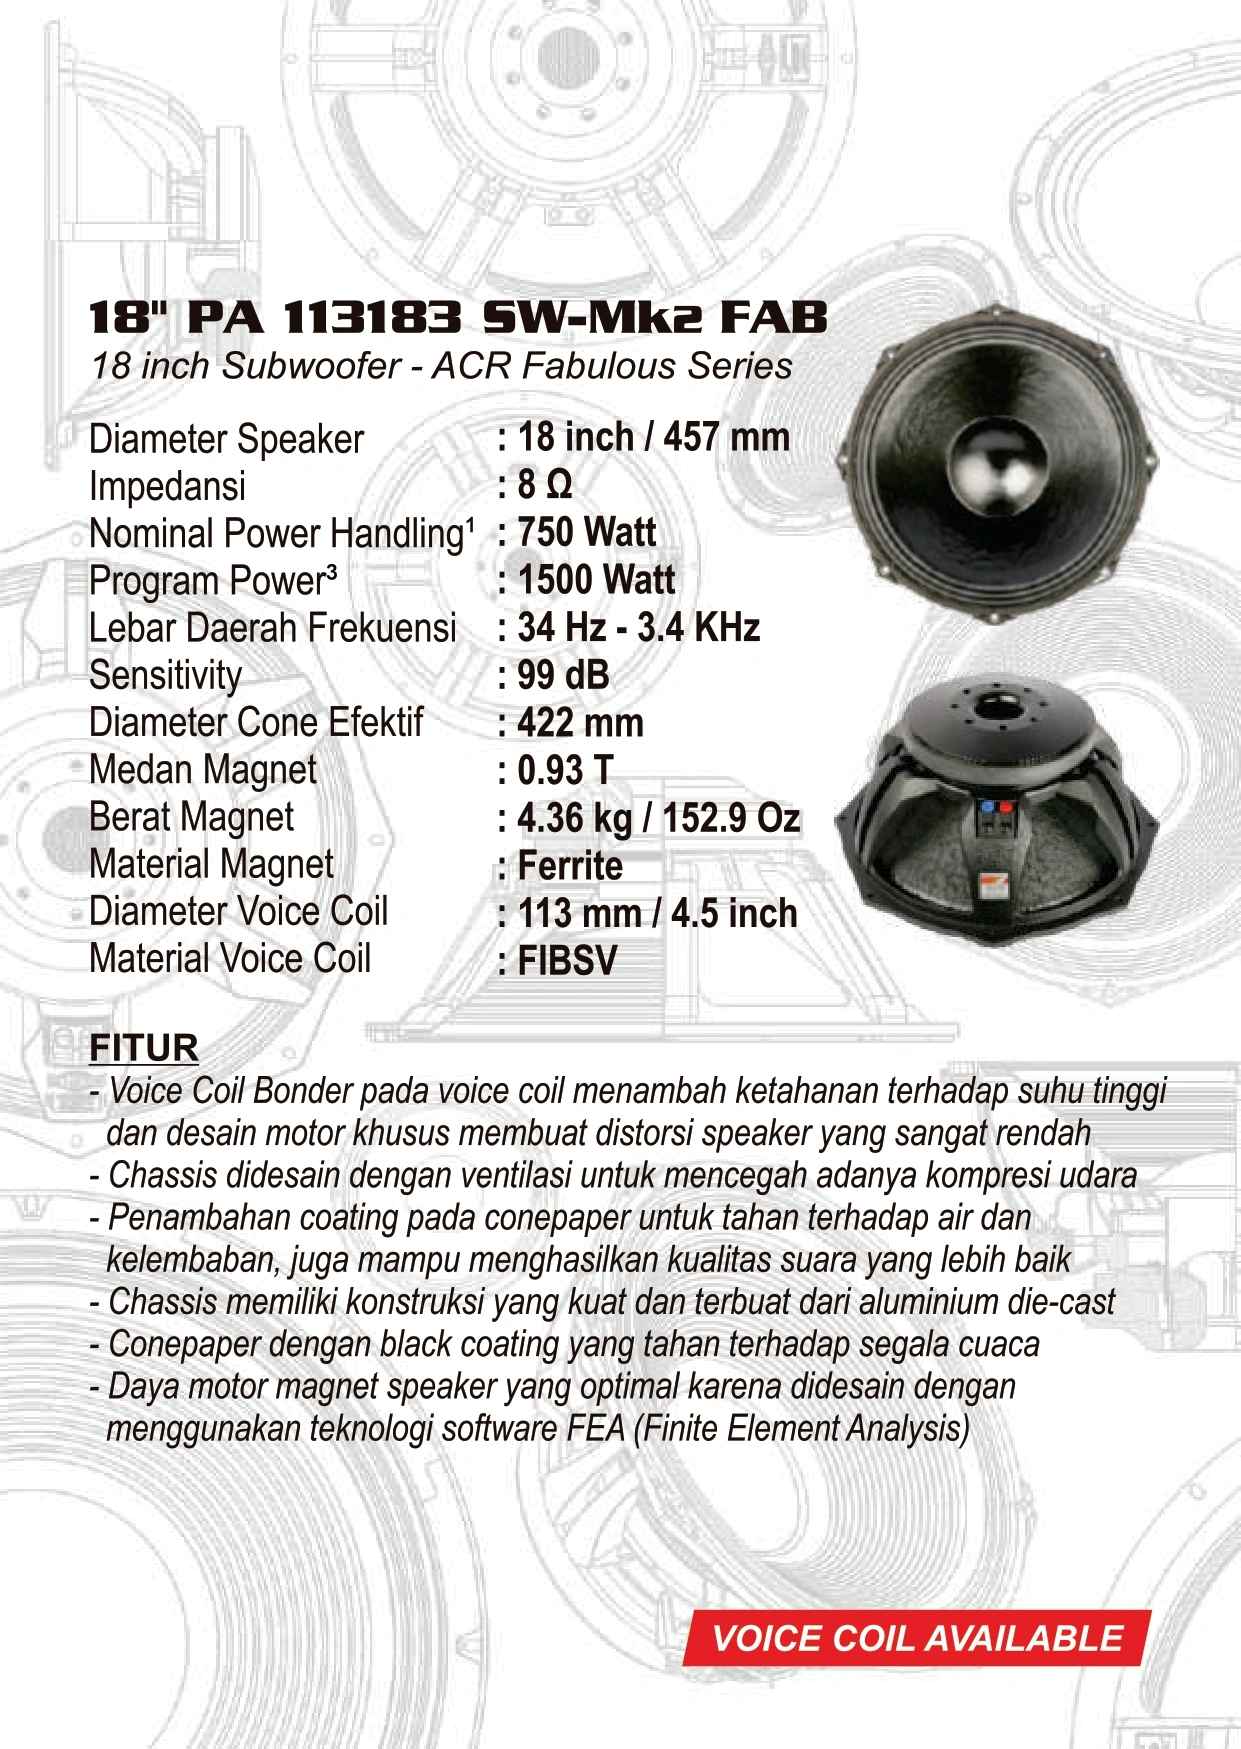 18" PA 113183 SW-Mk2 FAB
18 inch Subwoofer - ACR Fabulous Series
Diameter Speaker : 18 inch / 457 mm
Impedansi : 8 Ω
Nominal Power Handling¹ : 750 Watt
Program Power³ : 1500 Watt
Lebar Daerah Frekuensi : 34 Hz - 3.4 KHz
Sensitivity : 99 dB
Diameter Cone Efektif : 422 mm
Medan Magnet : 0.93 T
Berat Magnet : 4.36 kg / 152.9 Oz
Material Magnet : Ferrite
Diameter Voice Coil : 113 mm / 4.5 inch
Material Voice Coil : FIBSV
FITUR
- Voice Coil Bonder pada voice coil menambah ketahanan terhadap suhu tinggi
dan desain motor khusus membuat distorsi speaker yang sangat rendah
- Chassis didesain dengan ventilasi untuk mencegah adanya kompresi udara
- Penambahan coating pada conepaper untuk tahan terhadap air dan
kelembaban, juga mampu menghasilkan kualitas suara yang lebih baik
- Chassis memiliki konstruksi yang kuat dan terbuat dari aluminium die-cast
- Conepaper dengan black coating yang tahan terhadap segala cuaca
- Daya motor magnet speaker yang optimal karena didesain dengan
menggunakan teknologi software FEA (Finite Element Analysis)
VOICE COIL AVAILABLE